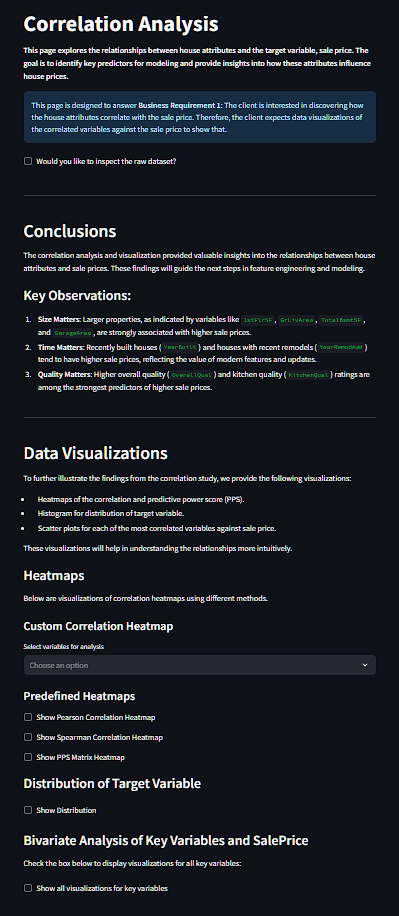 Correlation Analysis
This page explores the relationships between house attributes and the target variable, sale price. The
goal is to identify key predictors for modeling and provide insights into how these attributes influence
house prices.
This page is designed to answer Business Requirement 1: The client is interested in discovering how
the house attributes correlate with the sale price. Therefore, the client expects data visualizations of
the correlated variables against the sale price to show that.
Would you like to inspect the raw dataset?
Conclusions
The correlation analysis and visualization provided valuable insights into the relationships between house
attributes and sale prices. These findings will guide the next steps in feature engineering and modeling.
Key Observations:
1. Size Matters: Larger properties, as indicated by variables like 1stFlrSF , GrLivArea , TotalBsmtSF ,
and GarageArea , are strongly associated with higher sale prices.
2. Time Matters: Recently built houses ( YearBuilt ) and houses with recent remodels ( YearRemodAdd )
tend to have higher sale prices, reflecting the value of modern features and updates.
3. Quality Matters: Higher overall quality ( OverallQual ) and kitchen quality ( KitchenQual ) ratings are
among the strongest predictors of higher sale prices.
Data Visualizations
To further illustrate the findings from the correlation study, we provide the following visualizations:
• Heatmaps of the correlation and predictive power score (PPS).
• Histogram for distribution of target variable.
• Scatter plots for each of the most correlated variables against sale price.
These visualizations will help in understanding the relationships more intuitively.
Heatmaps
Below are visualizations of correlation heatmaps using different methods.
Custom Correlation Heatmap
Select variables for analysis
Choose an option
Predefined Heatmaps
Show Pearson Correlation Heatmap
Show Spearman Correlation Heatmap
Show PPS Matrix Heatmap
Distribution of Target Variable
Show Distribution
Bivariate Analysis of Key Variables and SalePrice
Check the box below to display visualizations for all key variables:
Show all visualizations for key variables